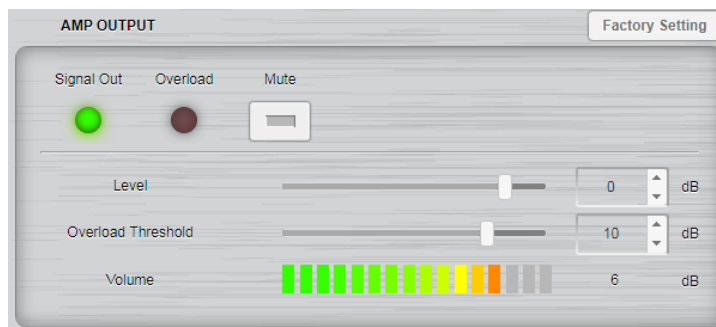 AMP OUTPUT Factory Setting
Signal Out Overload Mute
Level 0 dB
Overload Threshold 10 dB
Volume 6 dB